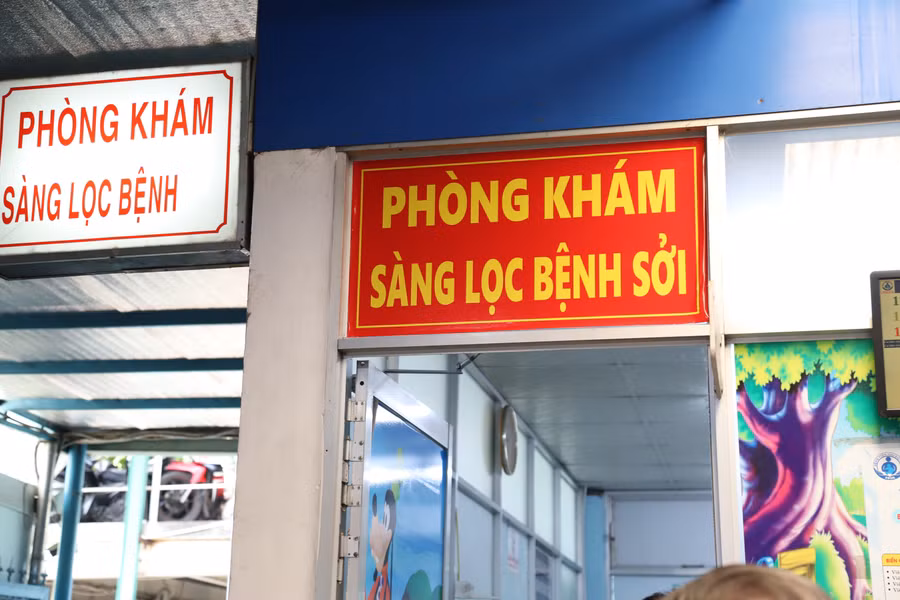 PHÒNG KHÁM
SÀNG LỌC BỆNH
PHÒNG KHÁM
SÀNG LỌC BỆNH SỞI